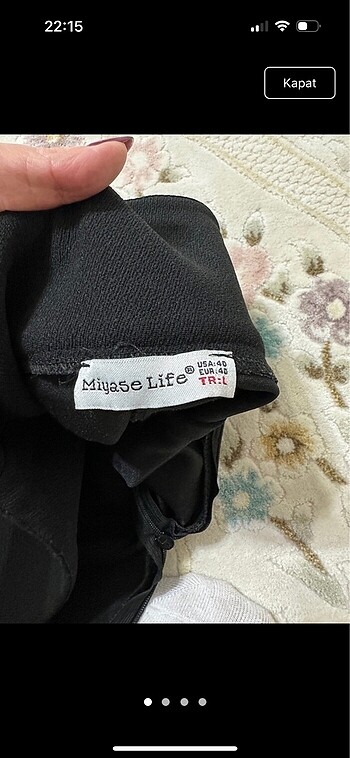 22:15
Kapat
Miyase Life®
USA:40
EUR:40
TR:L